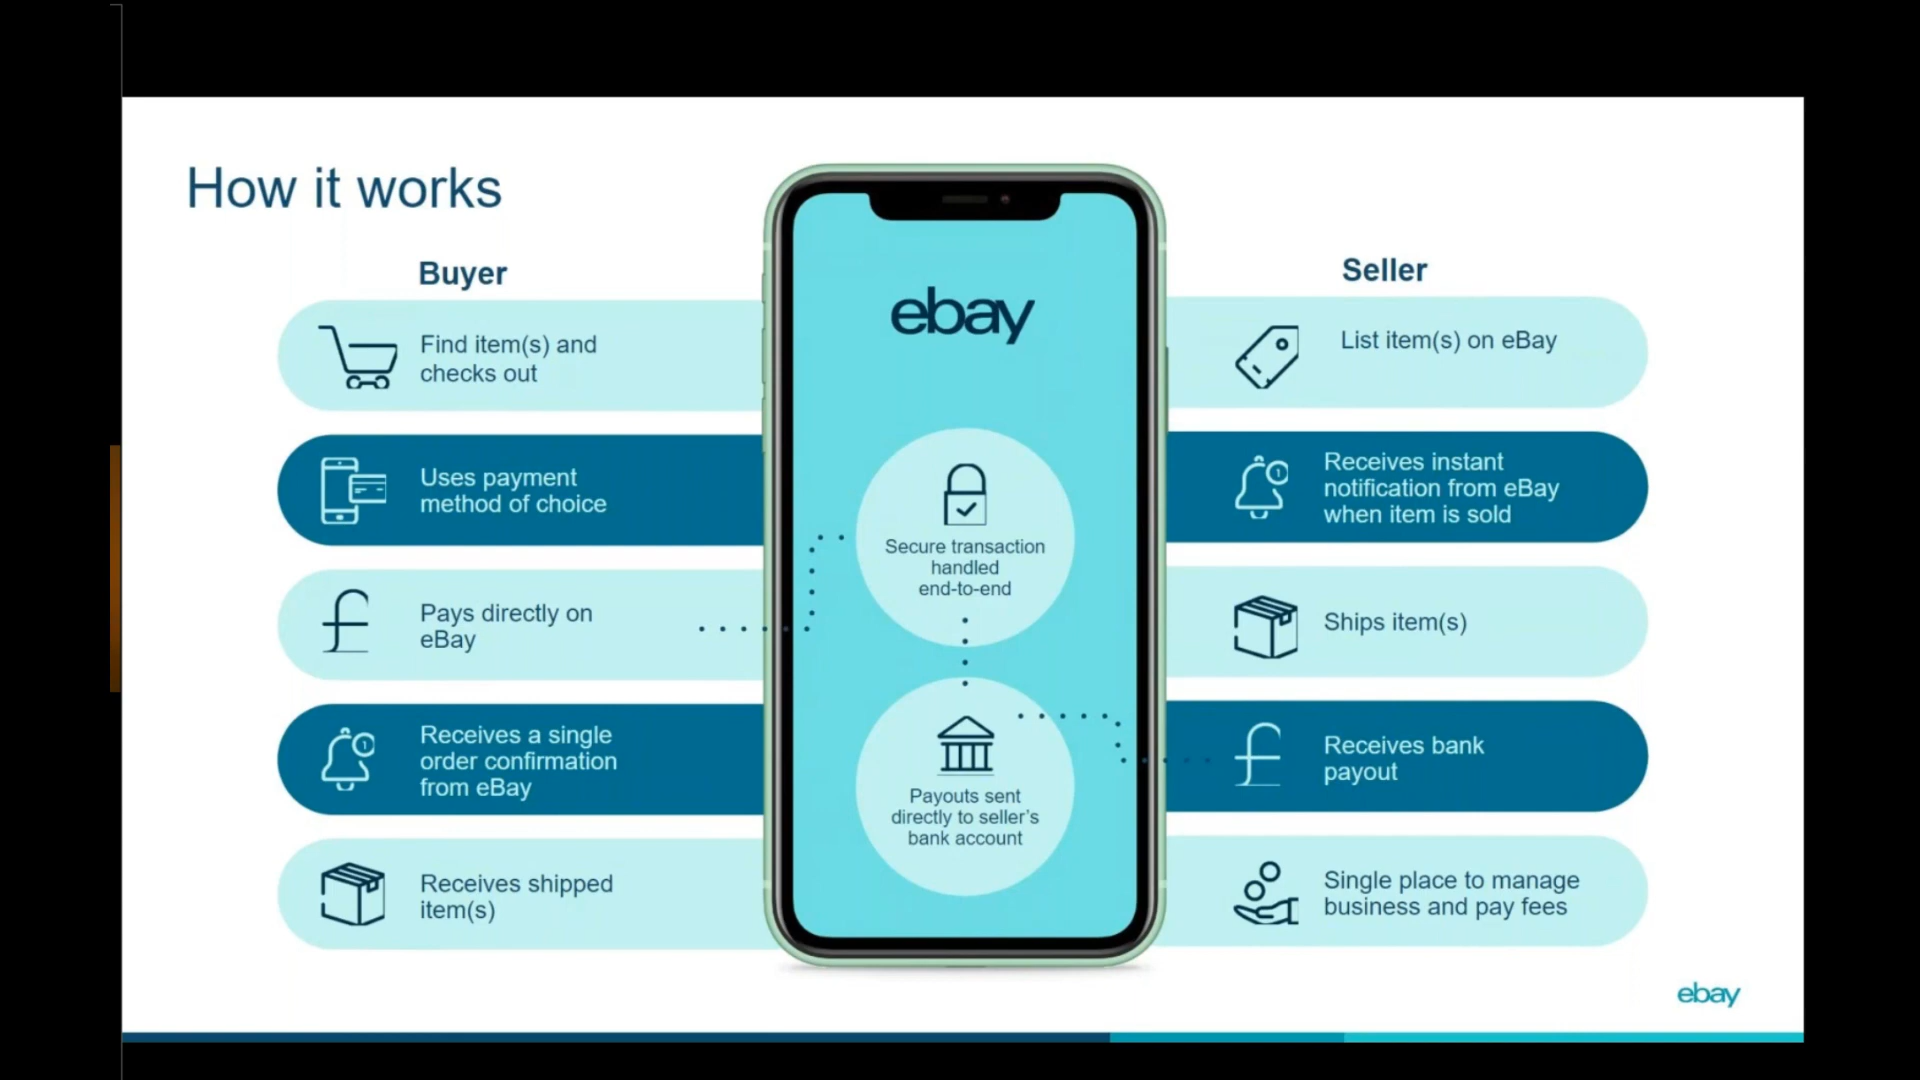 How it works
Buyer
Find item(s) and
checks out
Uses payment
method of choice
Pays directly on
eBay
1
Receives a single
order confirmation
from eBay
Receives shipped
item(s)
ebay
Secure transaction
handled
end-to-end
Payouts sent
directly to seller's
bank account
Seller
List item(s) on eBay
1
Receives instant
notification from eBay
when item is sold
Ships item(s)
£
Receives bank
payout
Single place to manage
business and pay fees
ebay